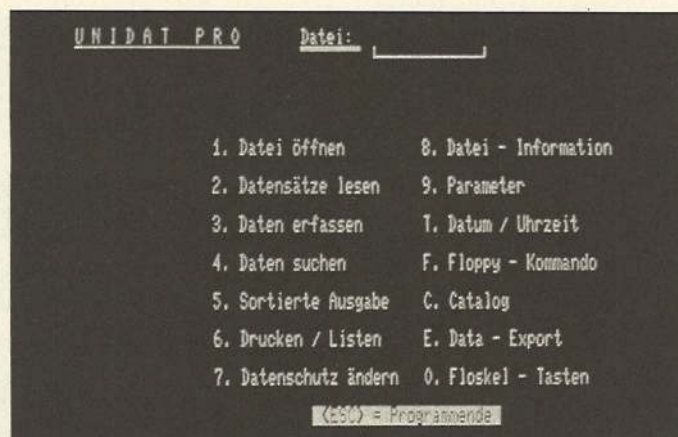 UNIDAT PRO Datei:
1. Datei öffnen 8. Datei - Information
2. Datensätze lesen 9. Parameter
3. Daten erfassen T. Datum / Uhrzeit
4. Daten suchen F. Floppy - Kommando
5. Sortierte Ausgabe C. Catalog
6. Drucken / Listen E. Data - Export
7. Datenschutz ändern 0. Floskel - Tasten
<ESC> = Programmende